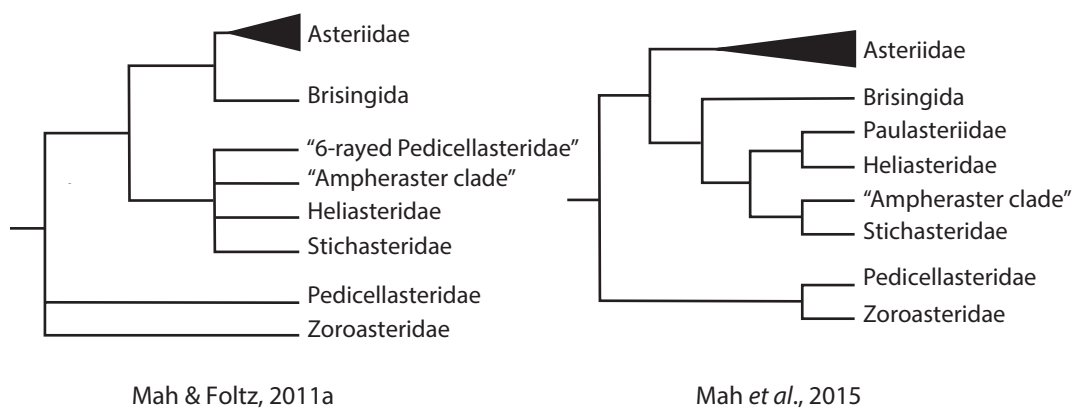 Asteriidae
Brisingida
“6-rayed Pedicellasteridae”
“Ampheraster clade”
Heliasteridae
Stichasteridae
Pedicellasteridae
Zoroasteridae
Mah & Foltz, 2011a
Asteriidae
Brisingida
Paulasteriidae
Heliasteridae
“Ampheraster clade”
Stichasteridae
Pedicellasteridae
Zoroasteridae
Mah et al., 2015